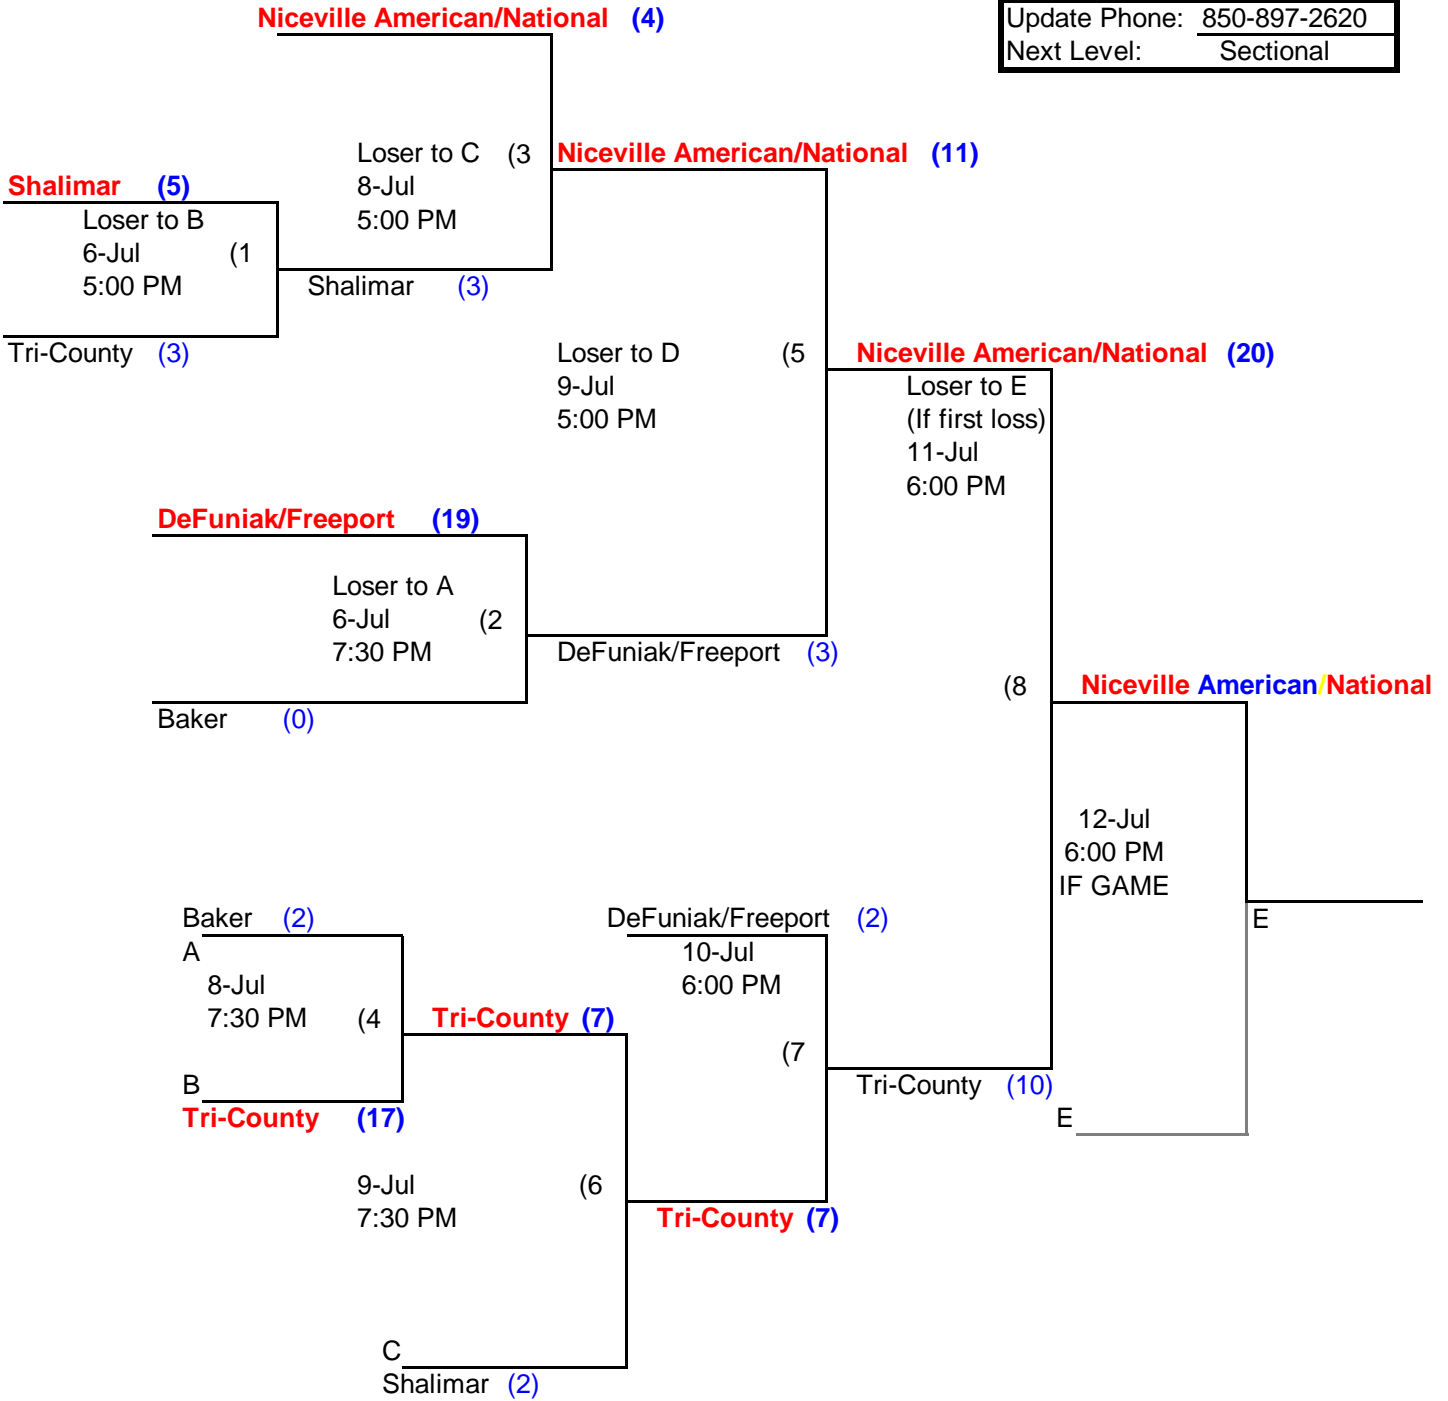 Niceville American/National (4)
Update Phone: 850-897-2620
Next Level: Sectional
Loser to C (3
8-Jul
5:00 PM
Niceville American/National (11)
Shalimar (5)
Loser to B
6-Jul (1
5:00 PM
Shalimar (3)
Tri-County (3)
Loser to D (5
9-Jul
5:00 PM
Niceville American/National (20)
Loser to E
(If first loss)
11-Jul
6:00 PM
DeFuniak/Freeport (19)
Loser to A
6-Jul (2
7:30 PM
DeFuniak/Freeport (3)
Baker (0)
(8
Niceville American/National
12-Jul
6:00 PM
IF GAME
E
Baker (2)
A
8-Jul
7:30 PM (4
B
Tri-County (17)
Tri-County (7)
DeFuniak/Freeport (2)
10-Jul
6:00 PM
(7
Tri-County (10)
E
9-Jul (6
7:30 PM
Tri-County (7)
C
Shalimar (2)